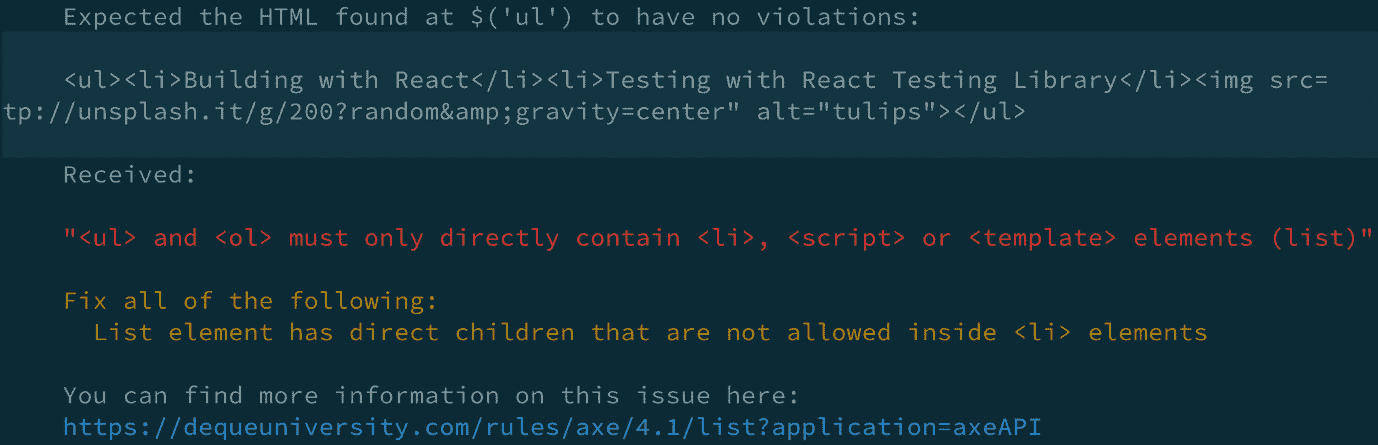 Expected the HTML found at $('ul') to have no violations:
<ul><li>Building with React</li><li>Testing with React Testing Library</li><img src=
tp://unsplash.it/g/200?random&amp;gravity=center" alt="tulips"></ul>
Received:
"<ul> and <ol> must only directly contain <li>, <script> or <template> elements (list)"
Fix all of the following:
List element has direct children that are not allowed inside <li> elements
You can find more information on this issue here:
https://dequeuniversity.com/rules/axe/4.1/list?application=axeAPI